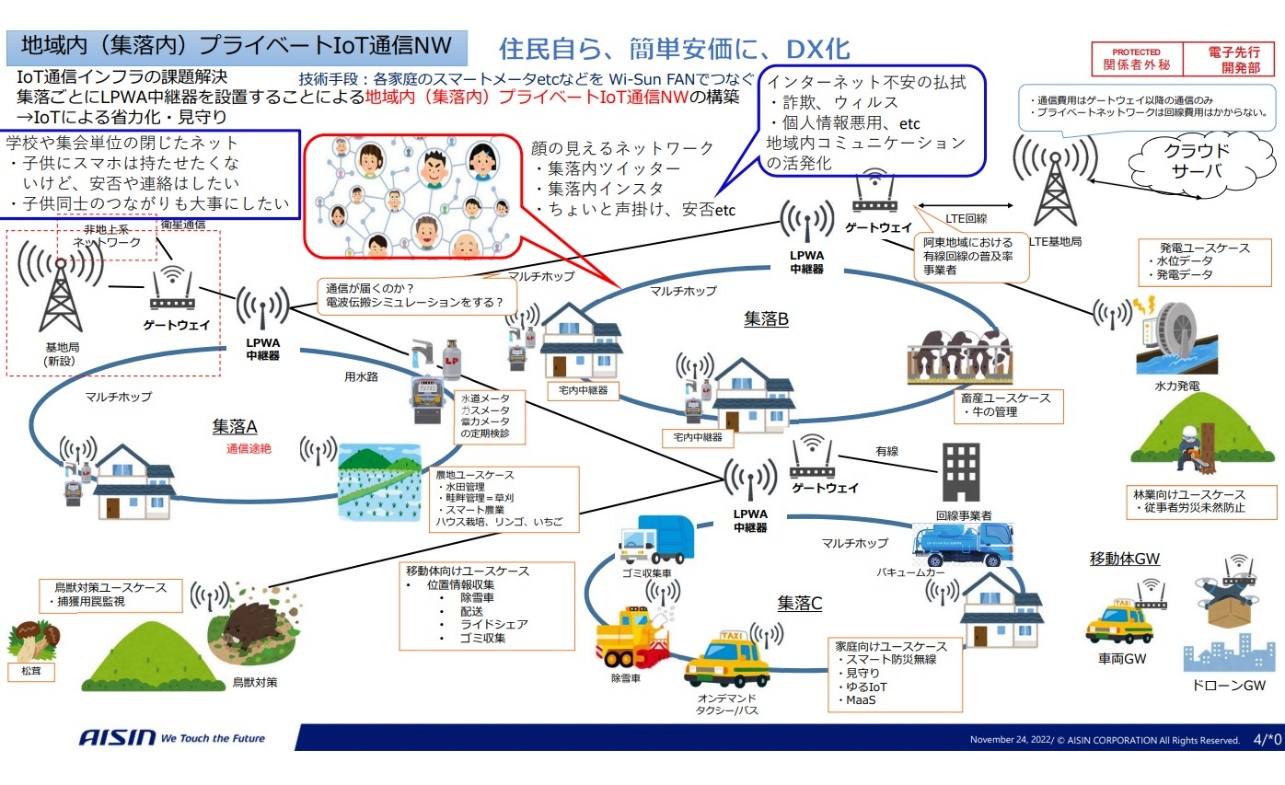 地域内（集落内）プライベートIoT通信NW
住民自ら、簡単安価に、DX化
PROTECTED
関係者外秘
電子先行
開発部
IoT通信インフラの課題解決
技術手段：各家庭のスマートメータetcなどを Wi-Sun FANでつなぐ
集落ごとにLPWA中継器を設置することによる地域内（集落内）プライベートIoT通信NWの構築
→IoTによる省力化・見守り
インターネット不安の払拭
・詐欺、ウィルス
・個人情報悪用、etc
地域内コミュニケーション
の活発化
・通信費用はゲートウェイ以降の通信のみ
・プライベートネットワークは回線費用はかからない。
学校や集会単位の閉じたネット
・子供にスマホは持たせたくな
いけど、安否や連絡はしたい
・子供同士のつながりも大事にしたい
顔の見えるネットワーク
・集落内ツイッター
・集落内インスタ
・ちょいと声掛け、安否etc
クラウド
サーバ
非地上系
ネットワーク
衛星通信
ゲートウェイ
LTE回線
LTE基地局
阿東地域における
有線回線の普及率
事業者
LPWA
中継器
発電ユースケース
・水位データ
・発電データ
通信が届くのか？
電波伝搬シミュレーションをする？
マルチホップ
マルチホップ
集落B
基地局
（新設）
ゲートウェイ
LPWA
中継器
用水路
LP
水力発電
マルチホップ
集落A
通信途絶
水道メータ
ガスメータ
電力メータ
の定期検診
宅内中継器
宅内中継器
畜産ユースケース
・牛の管理
農地ユースケース
・水田管理
・畦畔管理＝草刈
・スマート農業
ハウス栽培、リンゴ、いちご
ゲートウェイ
有線
回線事業者
LPWA
中継器
林業向けユースケース
・従事者労災未然防止
マルチホップ
ゴミ収集車
バキュームカー
集落C
移動体向けユースケース
• 位置情報収集
• 除雪車
• 配送
• ライドシェア
• ゴミ収集
除雪車
TAXI
オンデマンド
タクシー/バス
家庭向けユースケース
・スマート防災無線
・見守り
・ゆるIoT
・MaaS
移動体GW
TAXI
車両GW
ドローンGW
鳥獣対策ユースケース
・捕獲用罠監視
松茸
鳥獣対策
AISIN We Touch the Future
November 24, 2022/ © AISIN CORPORATION All Rights Reserved. 4/*0